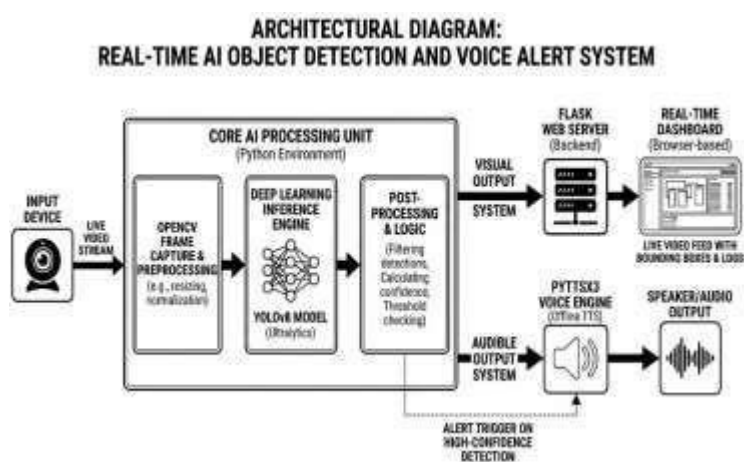 ARCHITECTURAL DIAGRAM:
REAL-TIME AI OBJECT DETECTION AND VOICE ALERT SYSTEM
INPUT
DEVICE
LIVE
VIDEO
STREAM
CORE AI PROCESSING UNIT
(Python Environment)
OPENCV
FRAME
CAPTURE &
PREPROCESSING
(e.g., resizing,
normalization)
DEEP LEARNING
INFERENCE
ENGINE
YOLOv8 MODEL
(Ultralytics)
POST-
PROCESSING
& LOGIC
(Filtering
detections,
Calculating
confidence,
Threshold
checking)
VISUAL
OUTPUT
SYSTEM
FLASK
WEB SERVER
(Backend)
REAL-TIME
DASHBOARD
(Browser-based)
LIVE VIDEO FEED WITH
BOUNDING BOXES & LOGS
AUDIBLE
OUTPUT
SYSTEM
PYTTSX3
VOICE ENGINE
(Offline TTS)
SPEAKER/AUDIO
OUTPUT
ALERT TRIGGER ON
HIGH-CONFIDENCE
DETECTION